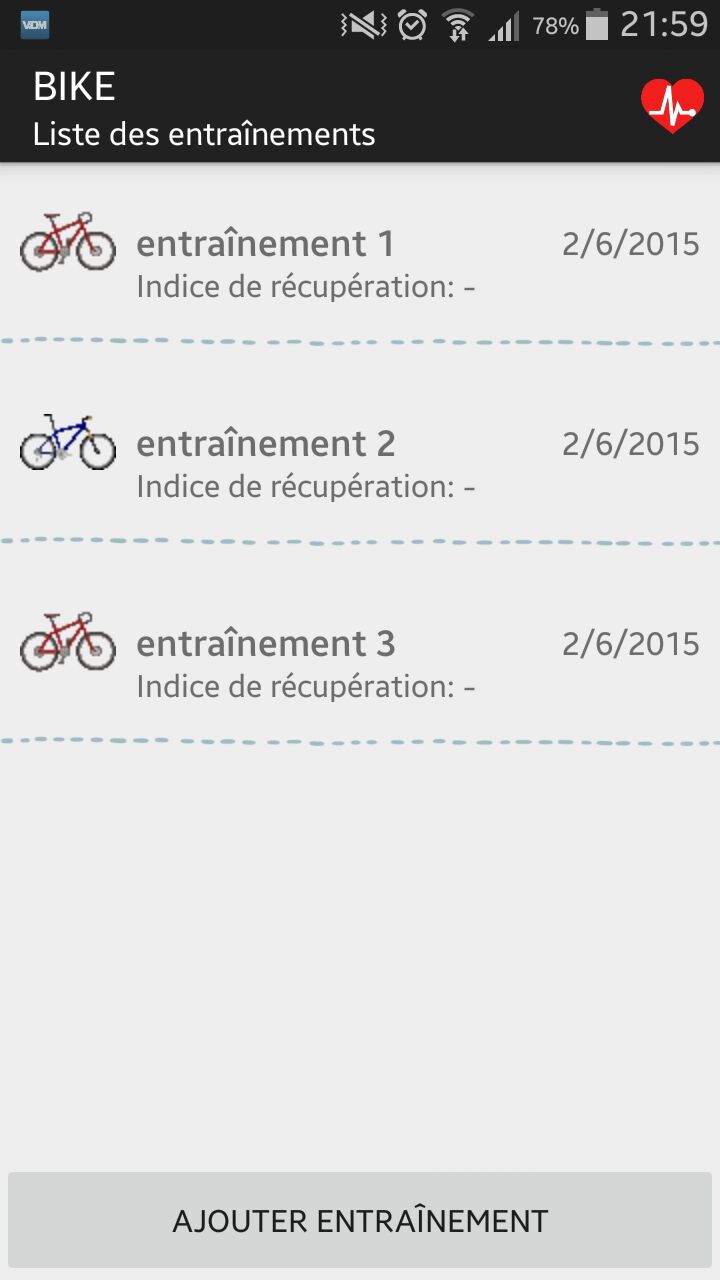 VDM 78% 21:59
BIKE
Liste des entraînements
entraînement 1 2/6/2015
Indice de récupération: -
entraînement 2 2/6/2015
Indice de récupération: -
entraînement 3 2/6/2015
Indice de récupération: -
AJOUTER ENTRAÎNEMENT